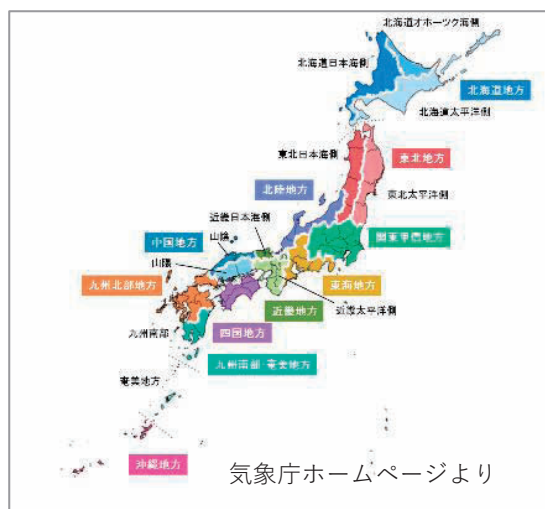 北海道オホーツク海側
北海道日本海側
北海道地方
北海道太平洋側
東北日本海側
東北地方
北陸地方
東北太平洋側
近畿日本海側
山陰
中国地方
関東甲信地方
山陽
九州北部地方
東海地方
近畿地方
近畿太平洋側
九州南部
四国地方
九州南部・奄美地方
奄美地方
沖縄地方
気象庁ホームページより